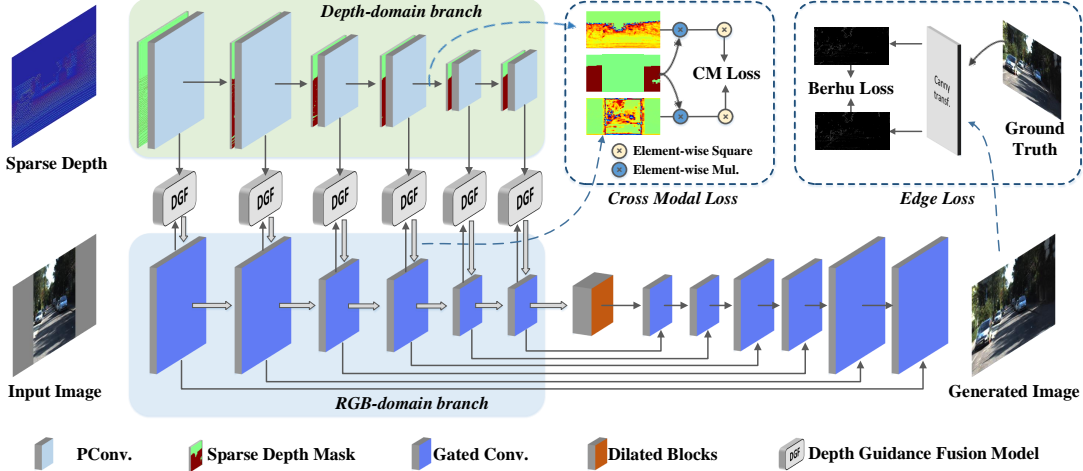 Depth-domain branch
Sparse Depth
CM Loss
Element-wise Square
Element-wise Mul.
Cross Modal Loss
Berhu Loss
Canny
transf.
Ground
Truth
Edge Loss
DGF
DGF
DGF
DGF
DGF
DGF
Input Image
RGB-domain branch
Generated Image
PConv.
Sparse Depth Mask
Gated Conv.
Dilated Blocks
DGF
Depth Guidance Fusion Model